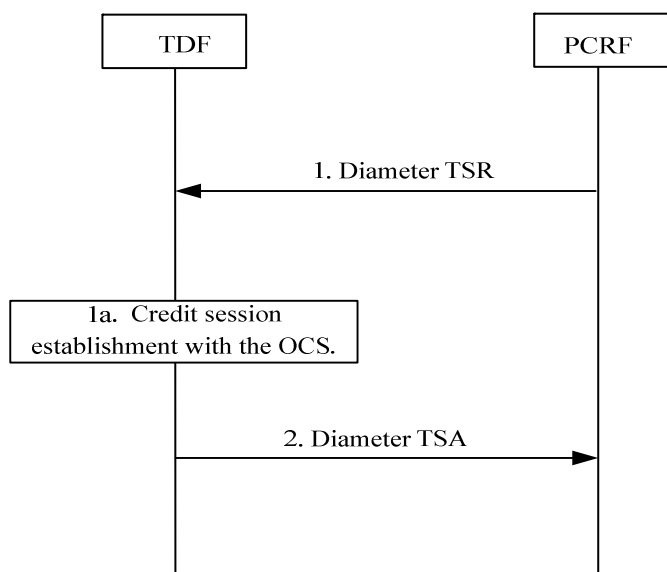 TDF
PCRF
1. Diameter TSR
1a. Credit session
establishment with the OCS.
2. Diameter TSA